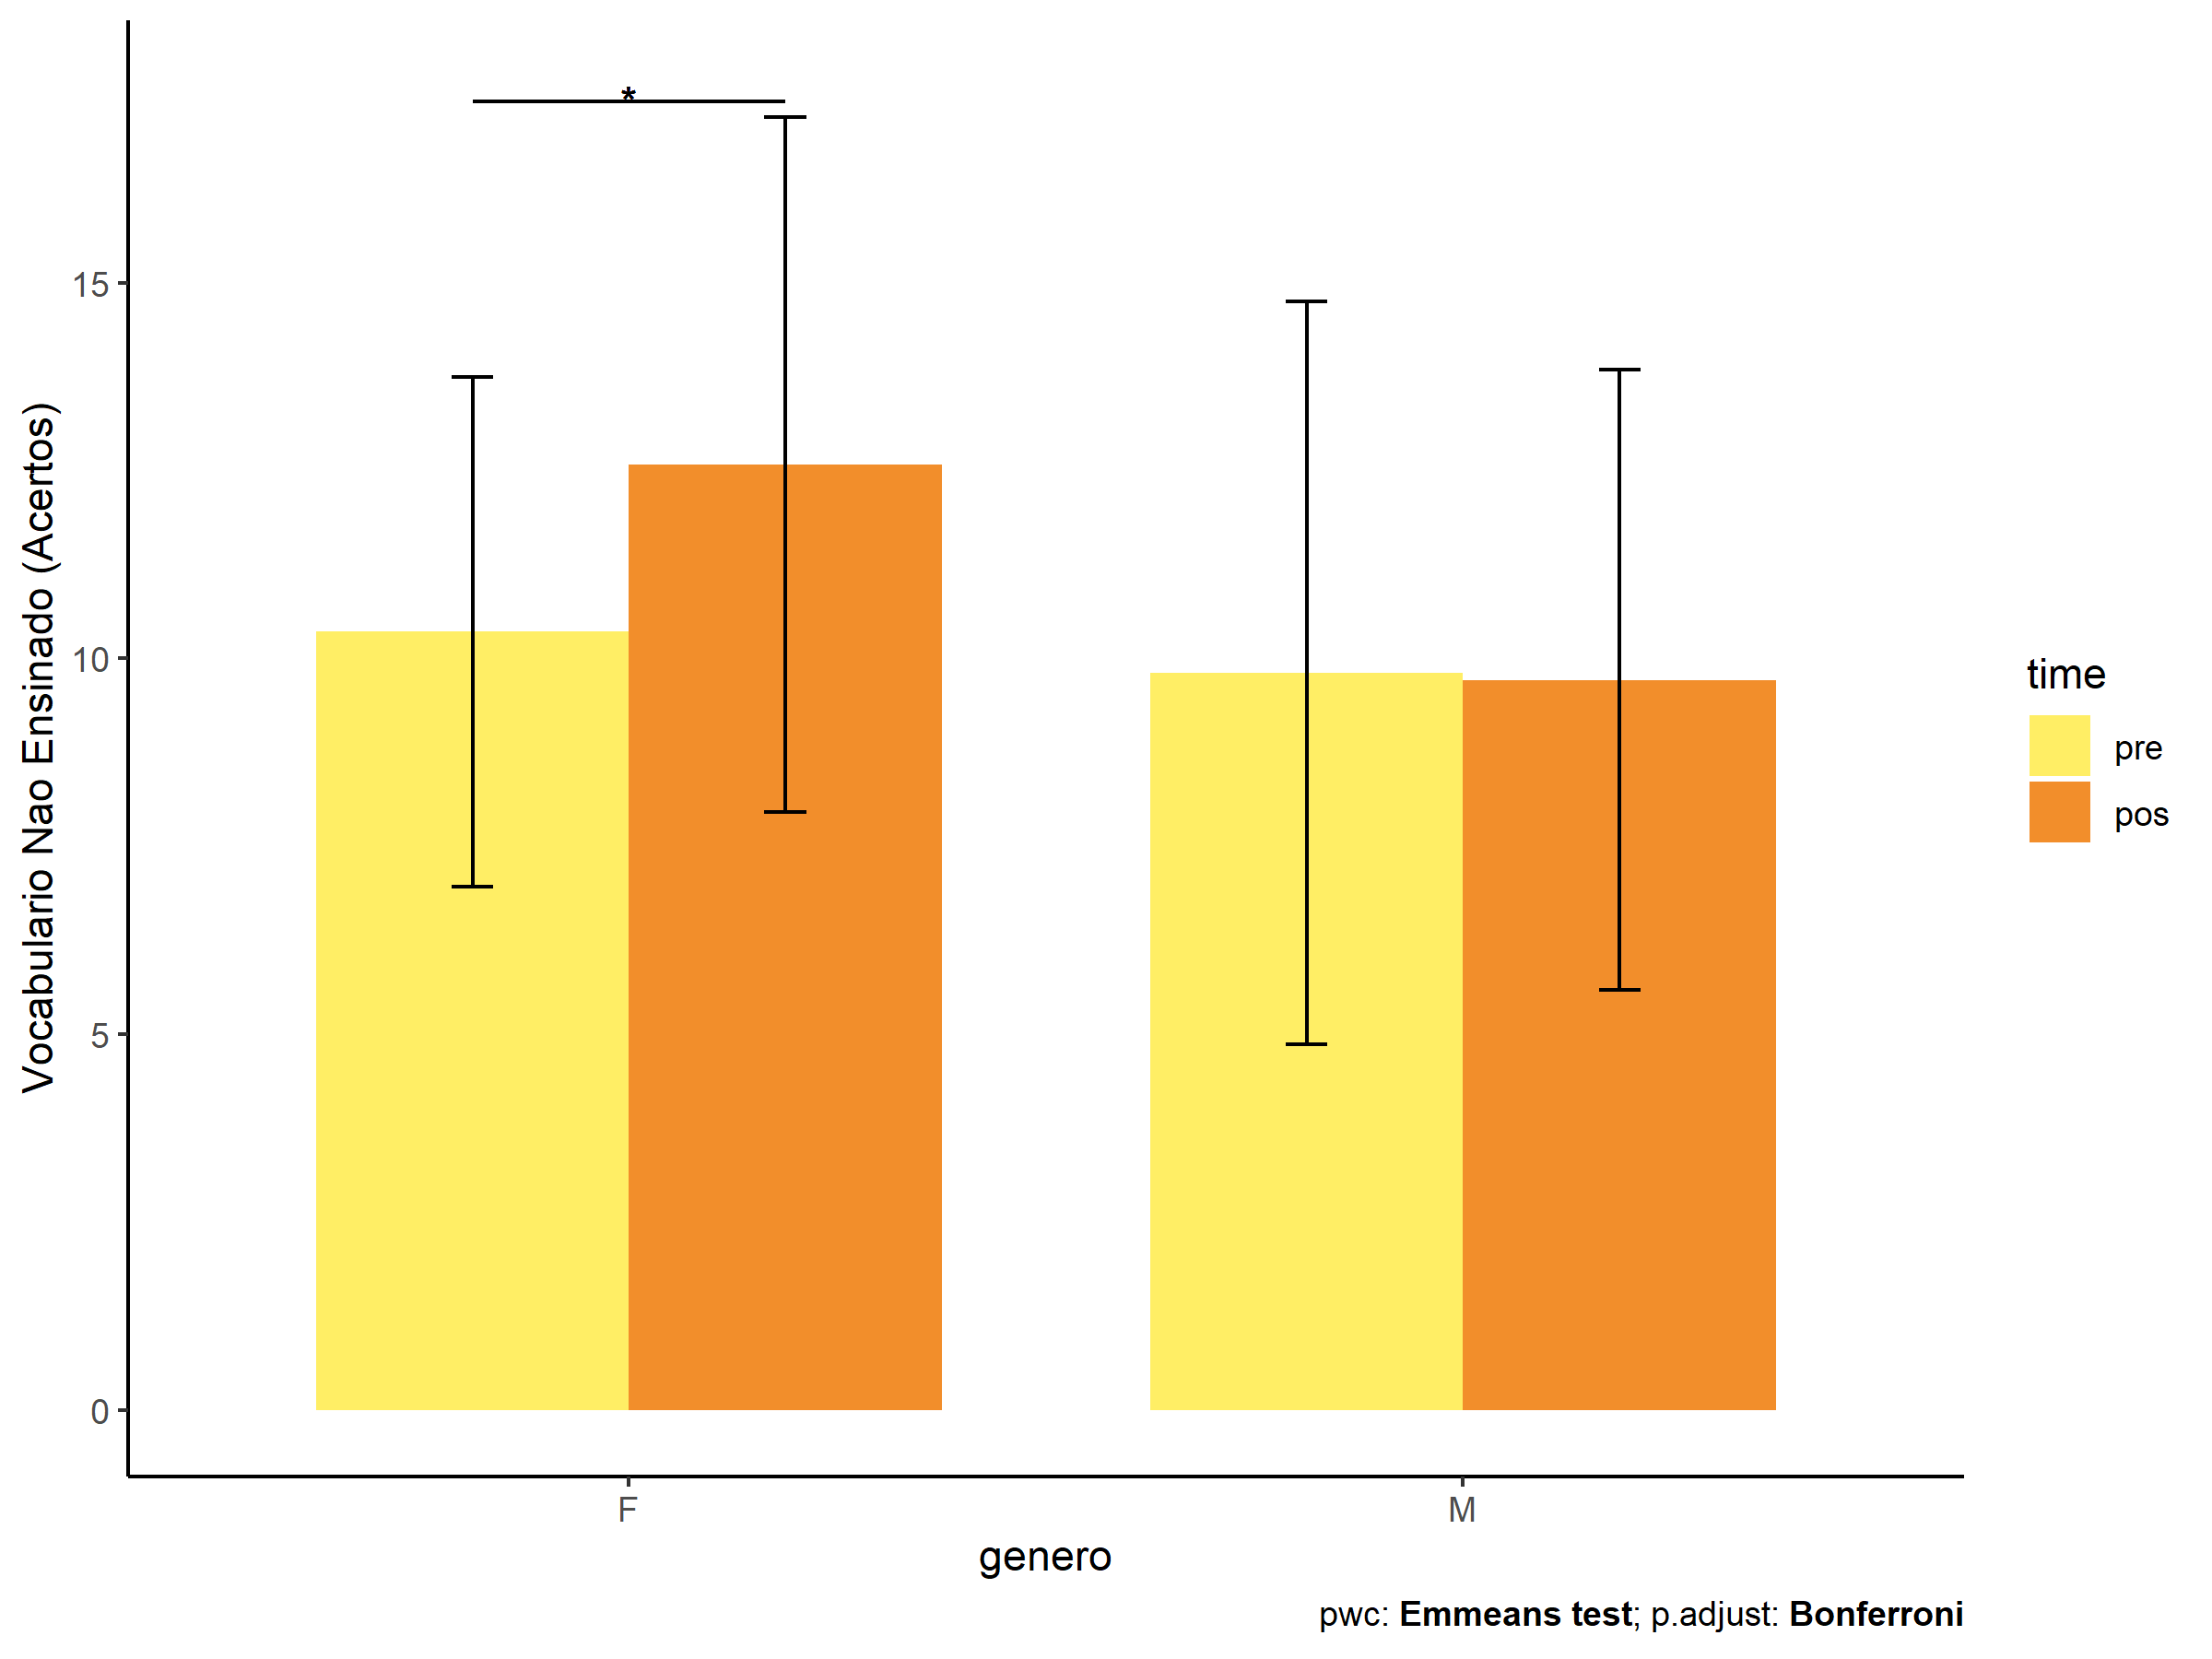 *
15
10
5
0
Vocabulario Nao Ensinado (Acertos)
F
M
genero
time
pre
pos
pwc: Emmeans test; p.adjust: Bonferroni